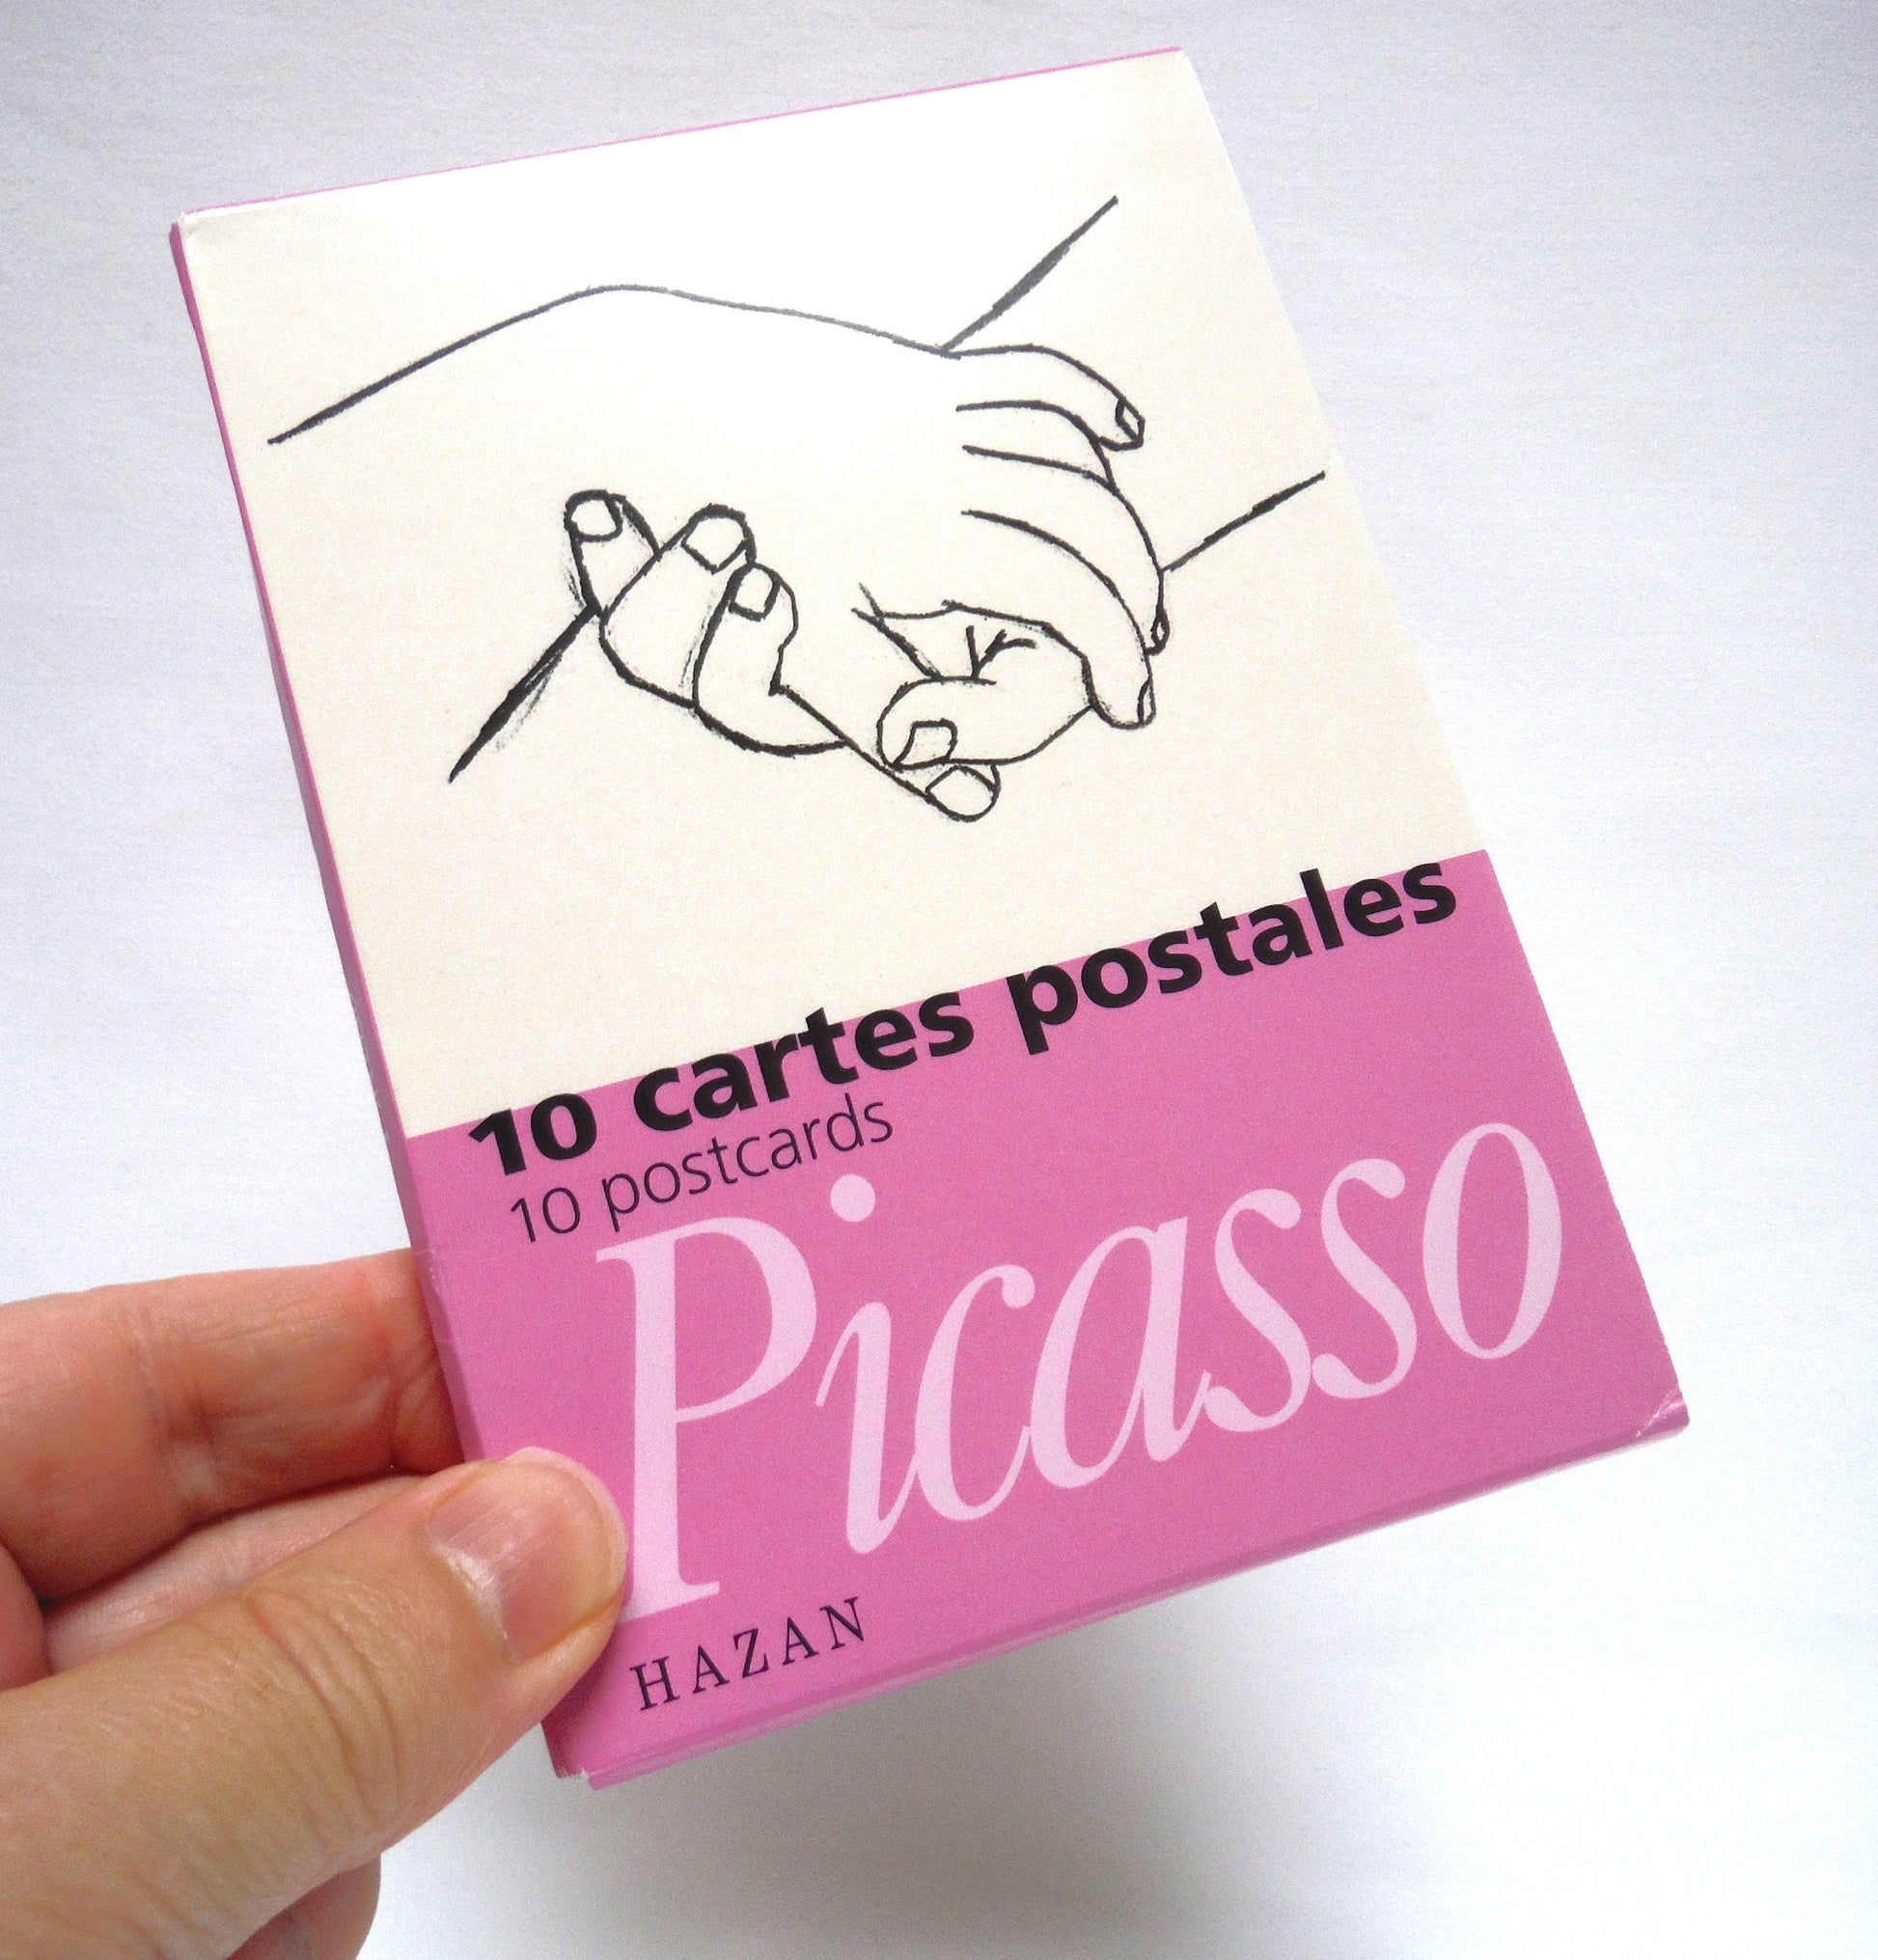 10 cartes postales
10 postcards
Picasso
HAZAN